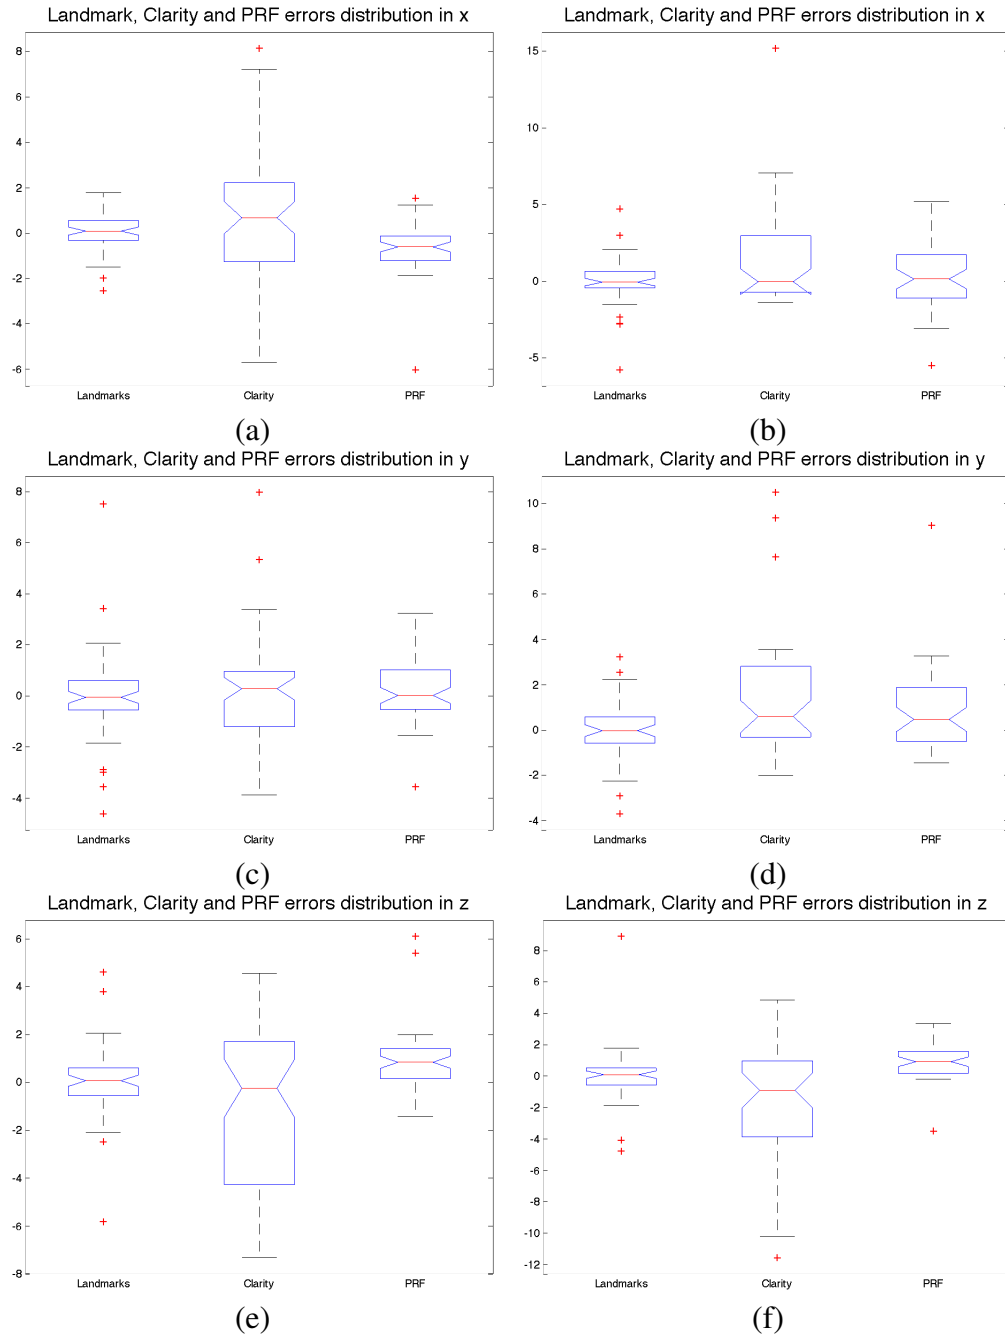 Landmark, Clarity and PRF errors distribution in x
8
6
4
2
0
-2
-4
-6
Landmarks Clarity PRF
(a)
Landmark, Clarity and PRF errors distribution in x
15
10
5
0
-5
Landmarks Clarity PRF
(b)
Landmark, Clarity and PRF errors distribution in y
8
6
4
2
0
-2
-4
Landmarks Clarity PRF
(c)
Landmark, Clarity and PRF errors distribution in y
10
8
6
4
2
0
-2
-4
Landmarks Clarity PRF
(d)
Landmark, Clarity and PRF errors distribution in z
6
4
2
0
-2
-4
-6
-8
Landmarks Clarity PRF
(e)
Landmark, Clarity and PRF errors distribution in z
8
6
4
2
0
-2
-4
-6
-8
-10
-12
Landmarks Clarity PRF
(f)